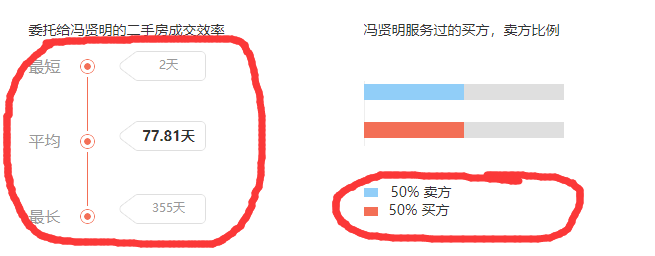 委托给冯贤明的二手房成交效率
最短
2天
平均
77.81天
最长
355天
冯贤明服务过的买方，卖方比例
50% 卖方
50% 买方